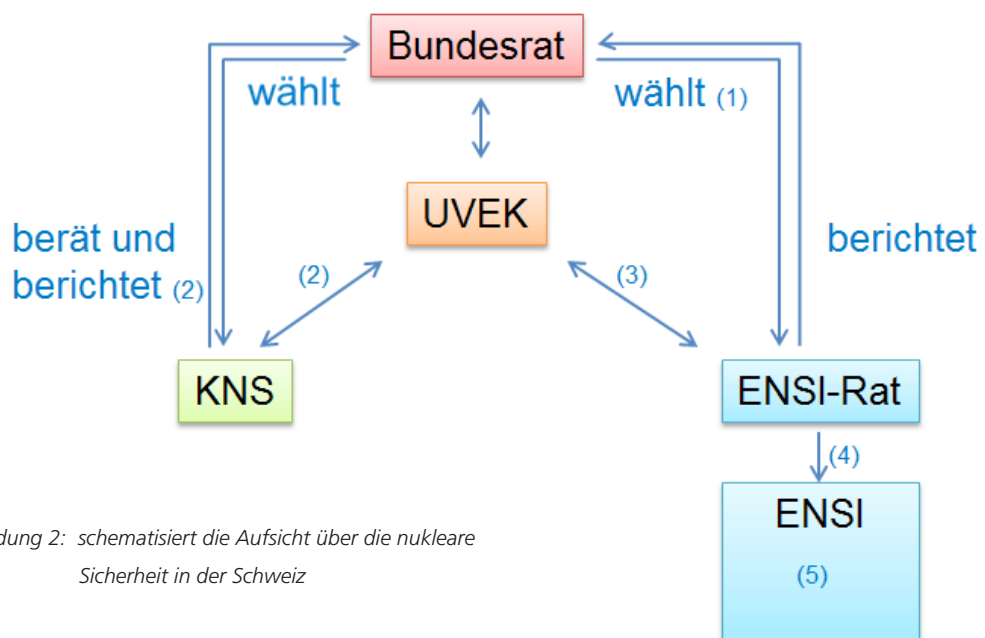 Bundesrat
wählt
wählt (1)
UVEK
berät und
berichtet (2)
(2)
(3)
berichtet
KNS
ENSI-Rat
(4)
ENSI
(5)
dung 2: schematisiert die Aufsicht über die nukleare
Sicherheit in der Schweiz